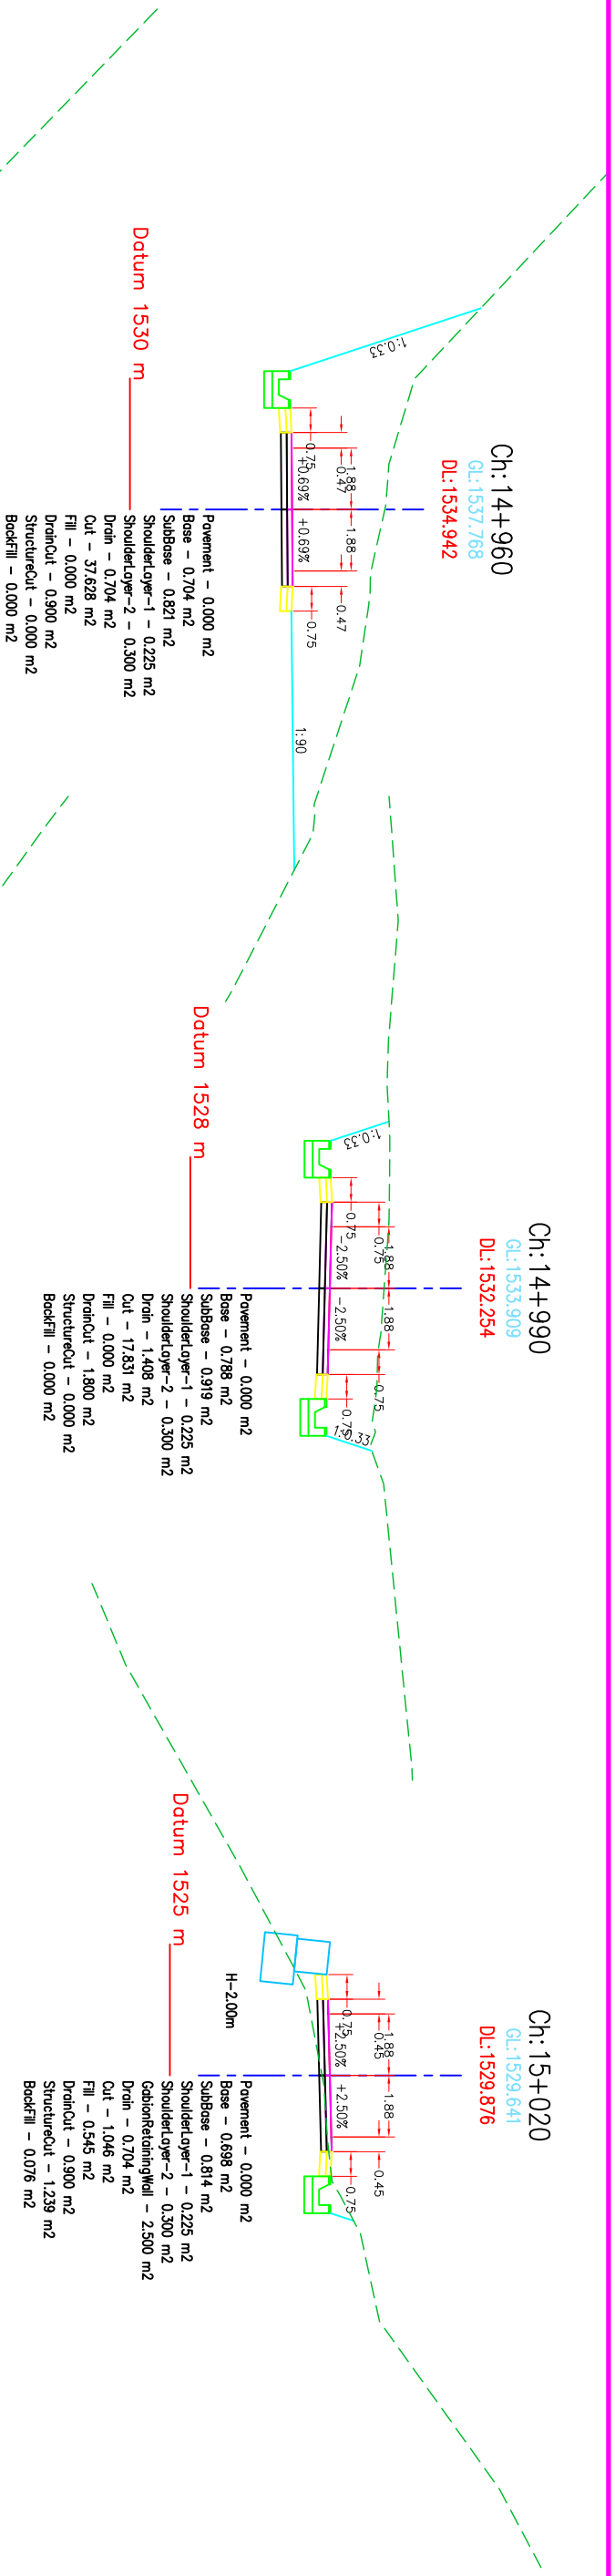 Ch:14+960
GL:1537.768
DL:1534.942
1:0.33
1.88
1.88
0.47
0.47
0.75
0.75
+0.69%
+0.69%
1:90
Datum 1530 m
Pavement - 0.000 m2
Base - 0.704 m2
SubBase - 0.821 m2
ShoulderLayer-1 - 0.225 m2
ShoulderLayer-2 - 0.300 m2
Drain - 0.704 m2
Cut - 37.628 m2
Fill - 0.000 m2
DrainCut - 0.900 m2
StructureCut - 0.000 m2
BackFill - 0.000 m2
Ch:14+990
GL:1533.909
DL:1532.254
1:0.33
1.88
1.88
0.75
0.75
0.75
0.75
-2.50%
-2.50%
1:0.33
Datum 1528 m
Pavement - 0.000 m2
Base - 0.788 m2
SubBase - 0.919 m2
ShoulderLayer-1 - 0.225 m2
ShoulderLayer-2 - 0.300 m2
Drain - 1.408 m2
Cut - 17.831 m2
Fill - 0.000 m2
DrainCut - 1.800 m2
StructureCut - 0.000 m2
BackFill - 0.000 m2
Ch:15+020
GL:1529.641
DL:1529.876
1.88
1.88
0.45
0.45
0.75
0.75
+2.50%
+2.50%
H-2.00m
Datum 1525 m
Pavement - 0.000 m2
Base - 0.698 m2
SubBase - 0.814 m2
ShoulderLayer-1 - 0.225 m2
ShoulderLayer-2 - 0.300 m2
GabionRetainingWall - 2.500 m2
Drain - 0.704 m2
Cut - 1.046 m2
Fill - 0.545 m2
DrainCut - 0.900 m2
StructureCut - 1.239 m2
BackFill - 0.076 m2